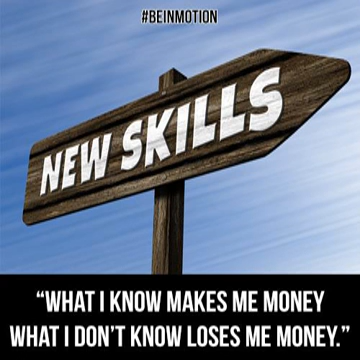 #BEINMOTION
NEW SKILLS
“WHAT I KNOW MAKES ME MONEY
WHAT I DON’T KNOW LOSES ME MONEY.”